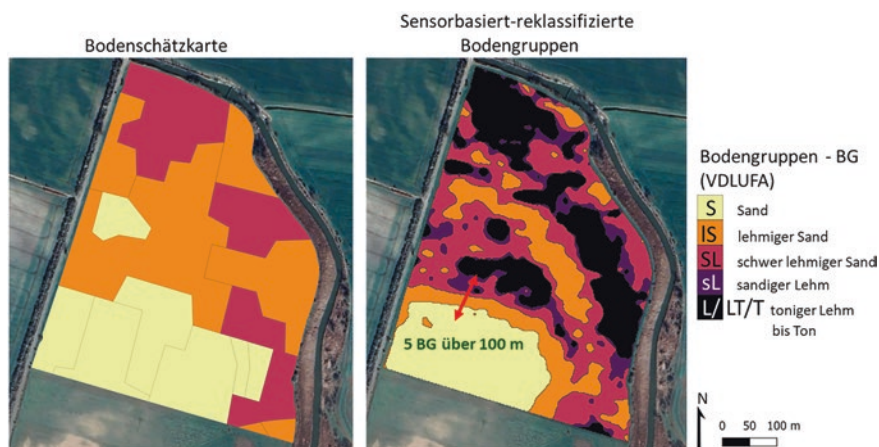 Bodenschätzkarte
Sensorbasiert-reklassifizierte
Bodengruppen
5 BG über 100 m
Bodengruppen - BG
(VDLUFA)
S Sand
lS lehmiger Sand
SL schwer lehmiger Sand
sL sandiger Lehm
L/ LT/T toniger Lehm
bis Ton
N
0 50 100 m